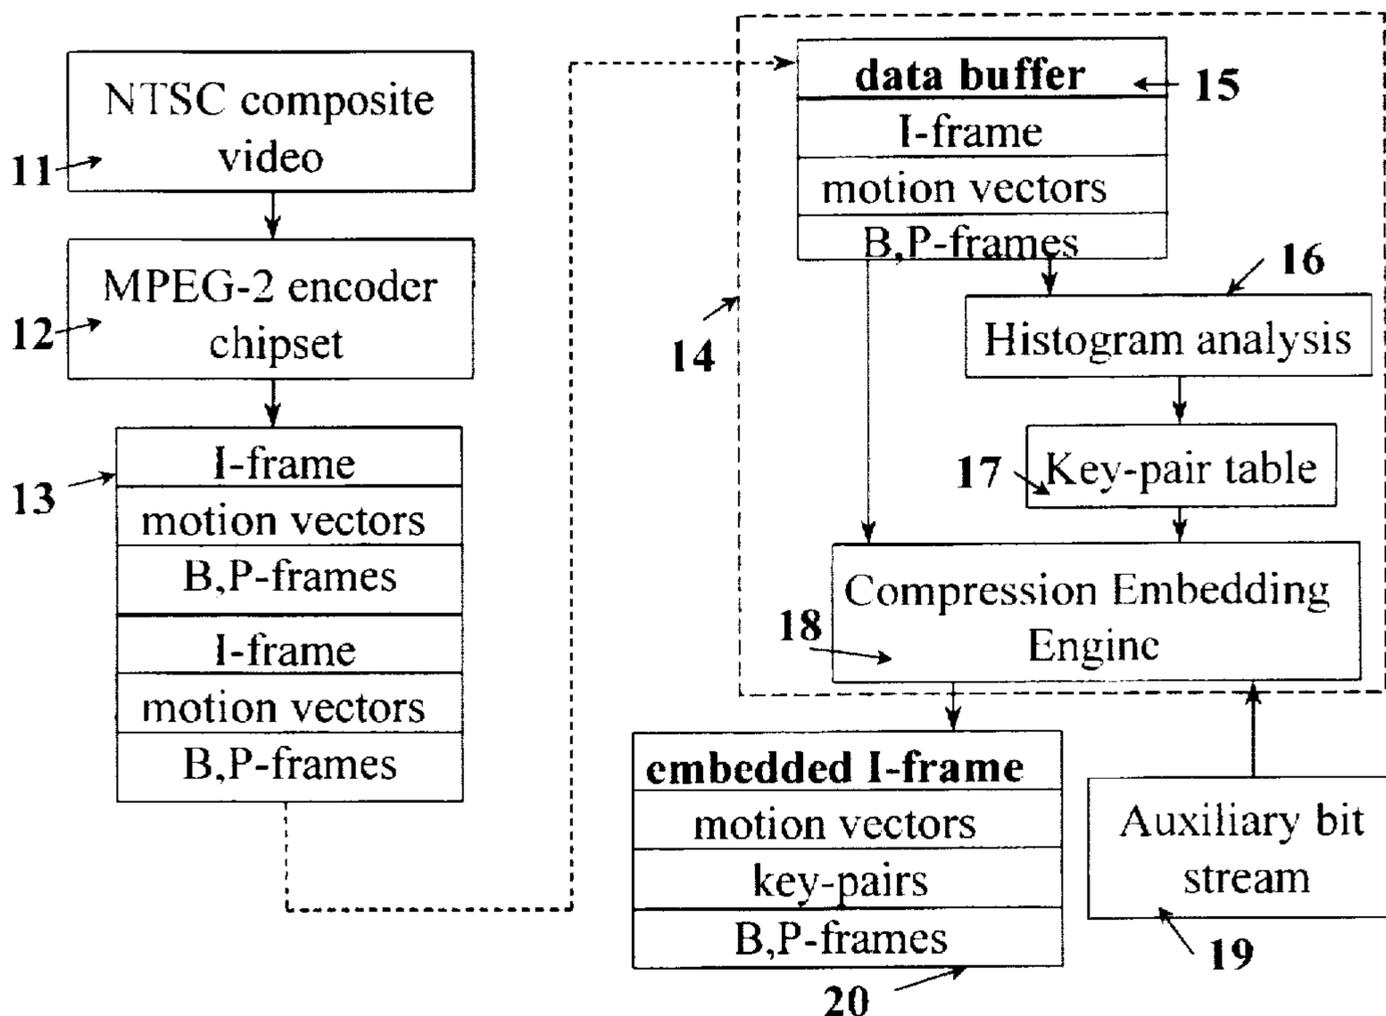 NTSC composite
video
11
MPEG-2 encoder
chipset
12
13
I-frame
motion vectors
B,P-frames
I-frame
motion vectors
B,P-frames
14
data buffer
15
I-frame
motion vectors
B,P-frames
16
Histogram analysis
17
Key-pair table
Compression Embedding
Engine
18
embedded I-frame
motion vectors
key-pairs
B,P-frames
20
Auxiliary bit
stream
19